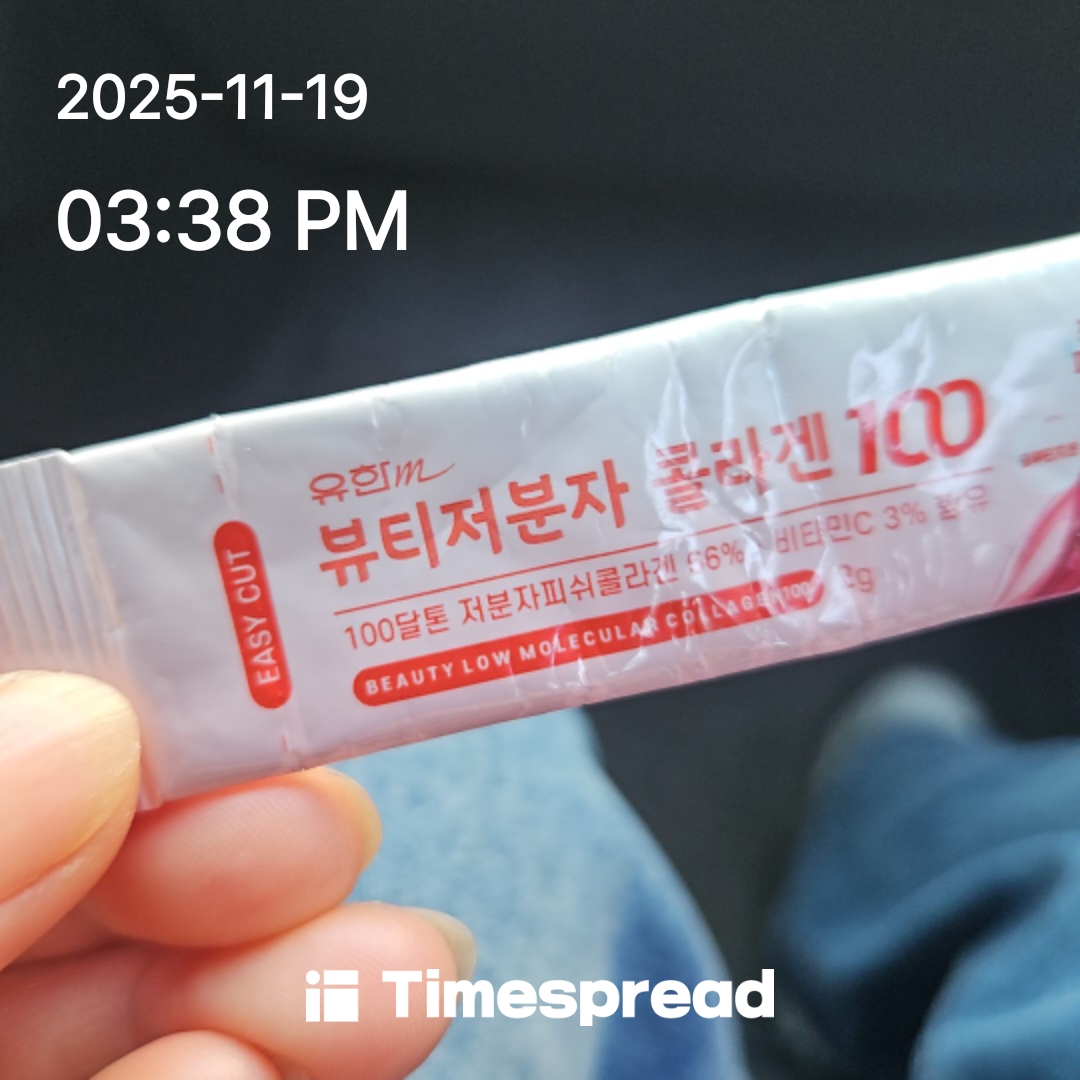 2025-11-19
03:38 PM
유한m
뷰티저분자 콜라겐 100
100달톤 저분자피쉬콜라겐 비타민C 3% 함유
BEAUTY LOW MOLECULAR COLLAGEN 100
2g
EASY CUT
Timespread